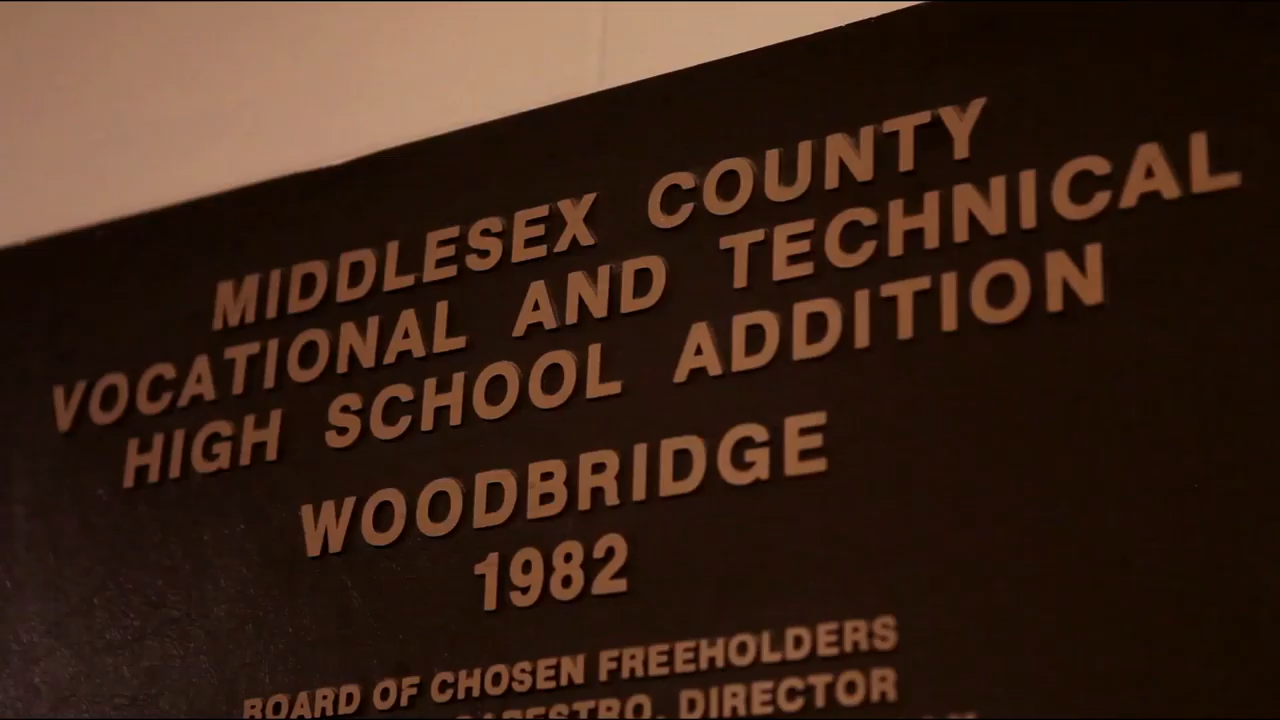 MIDDLESEX COUNTY
VOCATIONAL AND TECHNICAL
HIGH SCHOOL ADDITION
WOODBRIDGE
1982
BOARD OF CHOSEN FREEHOLDERS
DIRECTOR